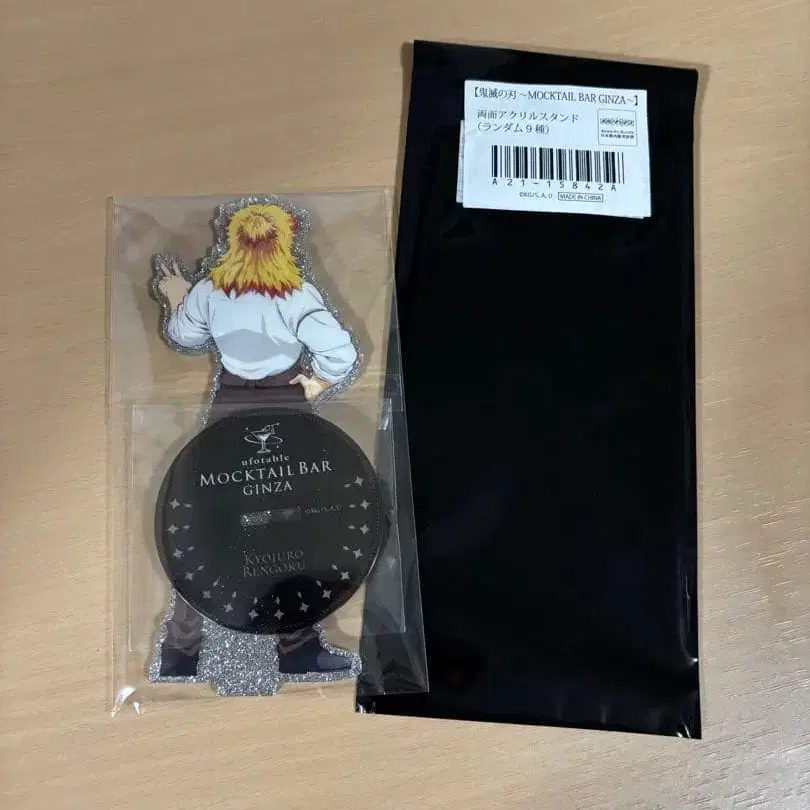 【鬼滅の刃 ~MOCKTAIL BAR GINZA~】
両面アクリルスタンド
(ランダム9種)
A21-15842A
©KG/S, A, U MADE IN CHINA
ufotable
MOCKTAIL BAR
GINZA
©KG/S, A, U
KYOJURO
RENGOKU